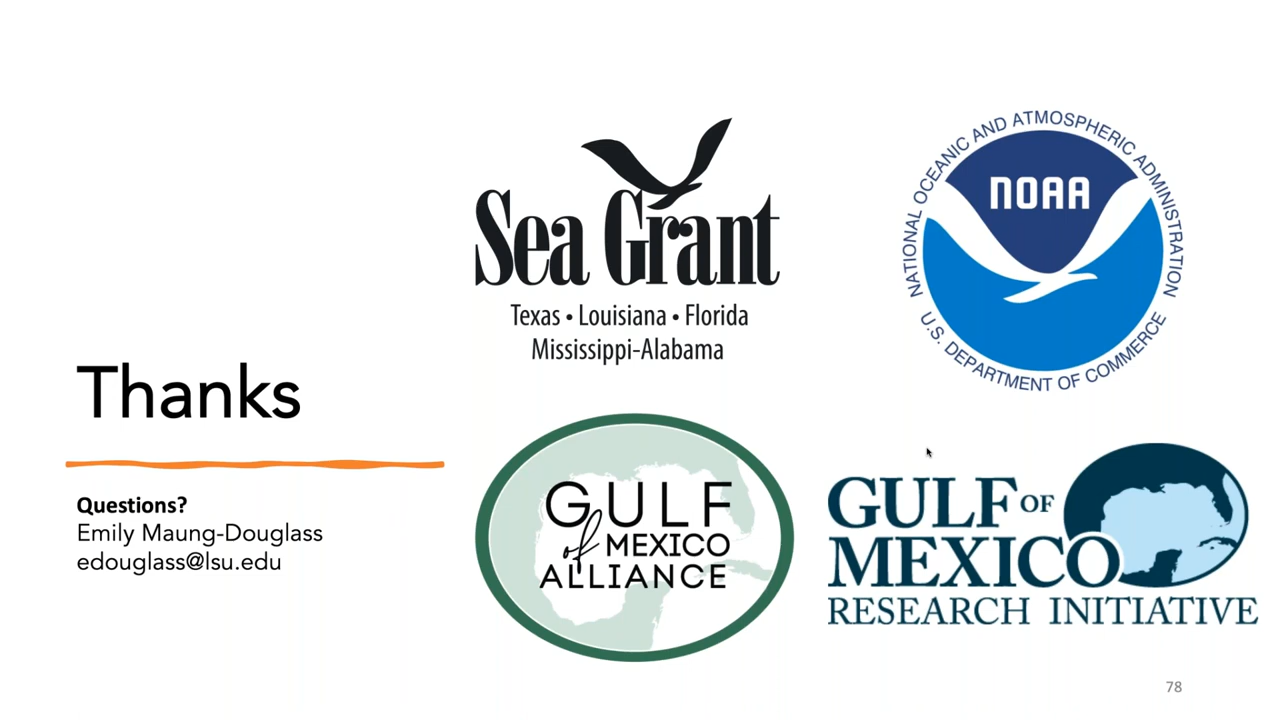 Thanks
Questions?
Emily Maung-Douglass
edouglass@lsu.edu
Sea Grant
Texas • Louisiana • Florida
Mississippi-Alabama
NATIONAL OCEANIC AND ATMOSPHERIC ADMINISTRATION
NOAA
U.S. DEPARTMENT OF COMMERCE
GULF
of MEXICO
ALLIANCE
GULF OF
MEXICO
RESEARCH INITIATIVE
78